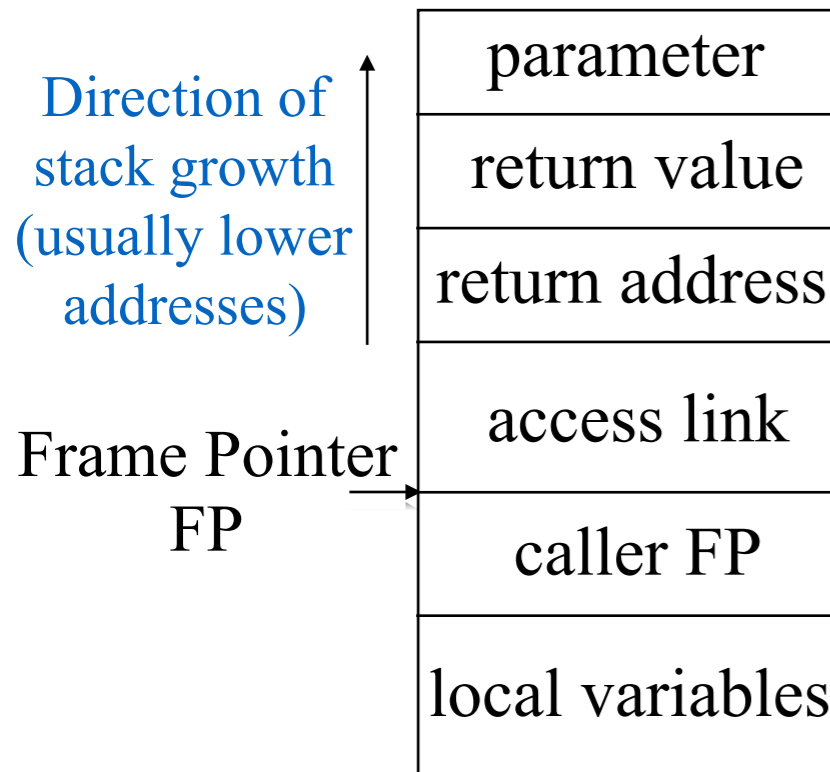 Direction of
stack growth
(usually lower
addresses)
Frame Pointer
FP
parameter
return value
return address
access link
caller FP
local variables